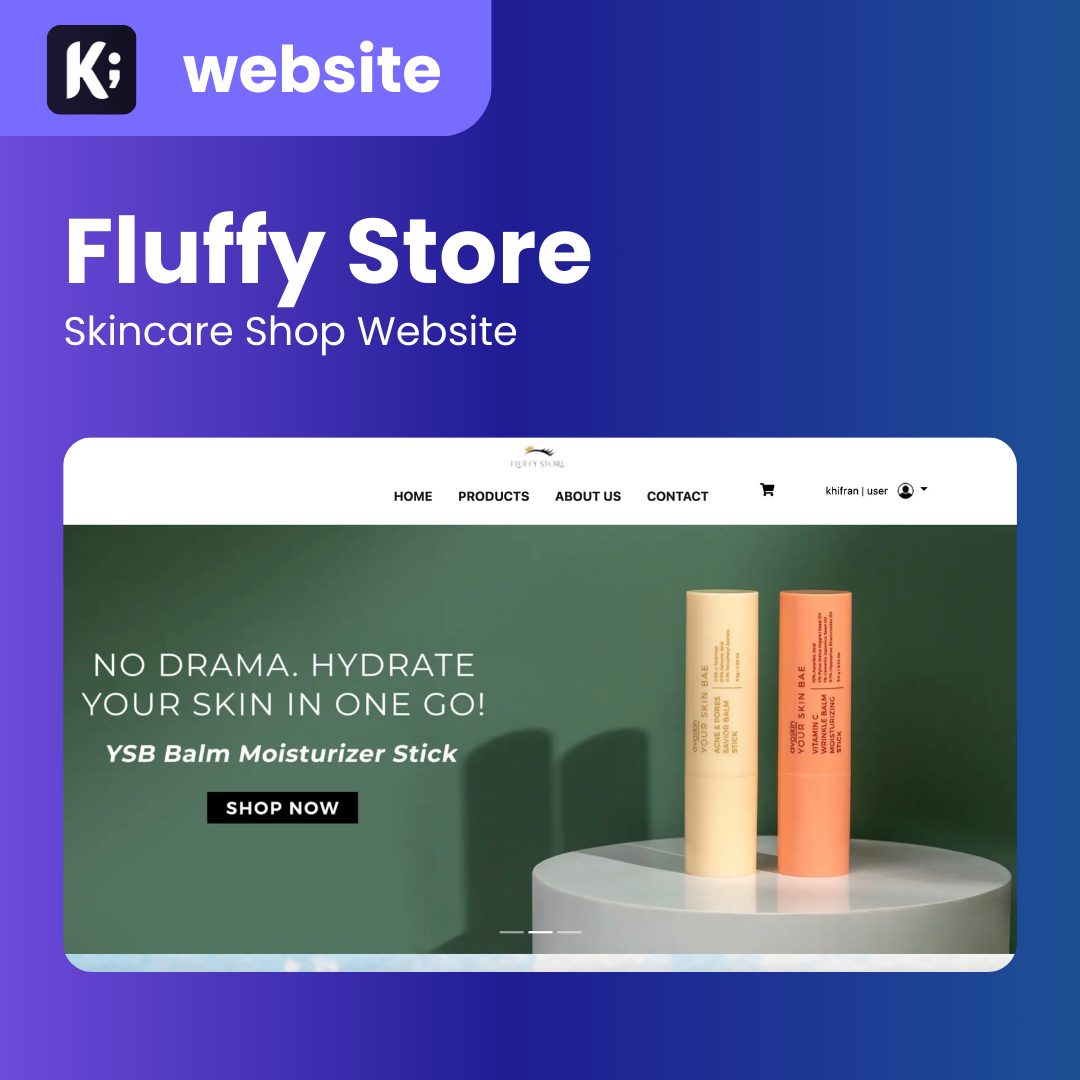 K;
website
Fluffy Store
Skincare Shop Website
FLUFFY STORE
HOME PRODUCTS ABOUT US CONTACT khifran | user
NO DRAMA. HYDRATE
YOUR SKIN IN ONE GO!
YSB Balm Moisturizer Stick
SHOP NOW
avoskin
YOUR SKIN BAE
ACNE & PORES
SAVIOR BALM
STICK
avoskin
YOUR SKIN BAE
VITAMIN C
WRINKLE BALM
MOISTURIZING
STICK